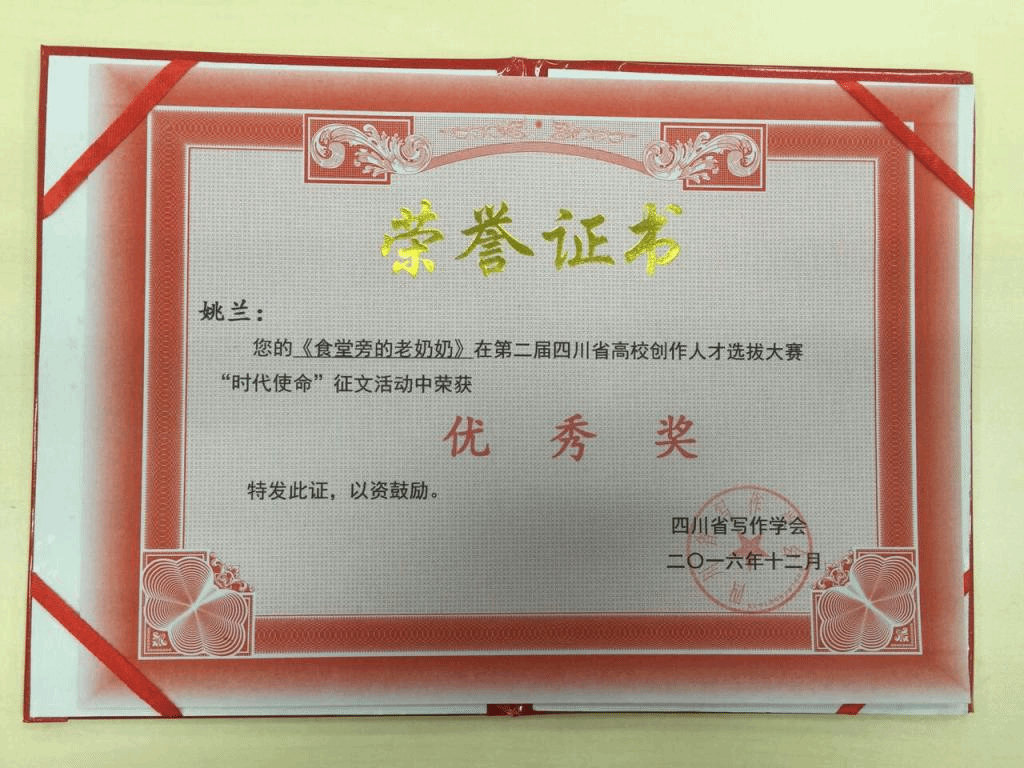 荣誉证书
姚兰：
您的《食堂旁的老奶奶》在第二届四川省高校创作人才选拔大赛
“时代使命”征文活动中荣获
优秀奖
特发此证，以资鼓励。
四川省写作学会
二〇一六年十二月